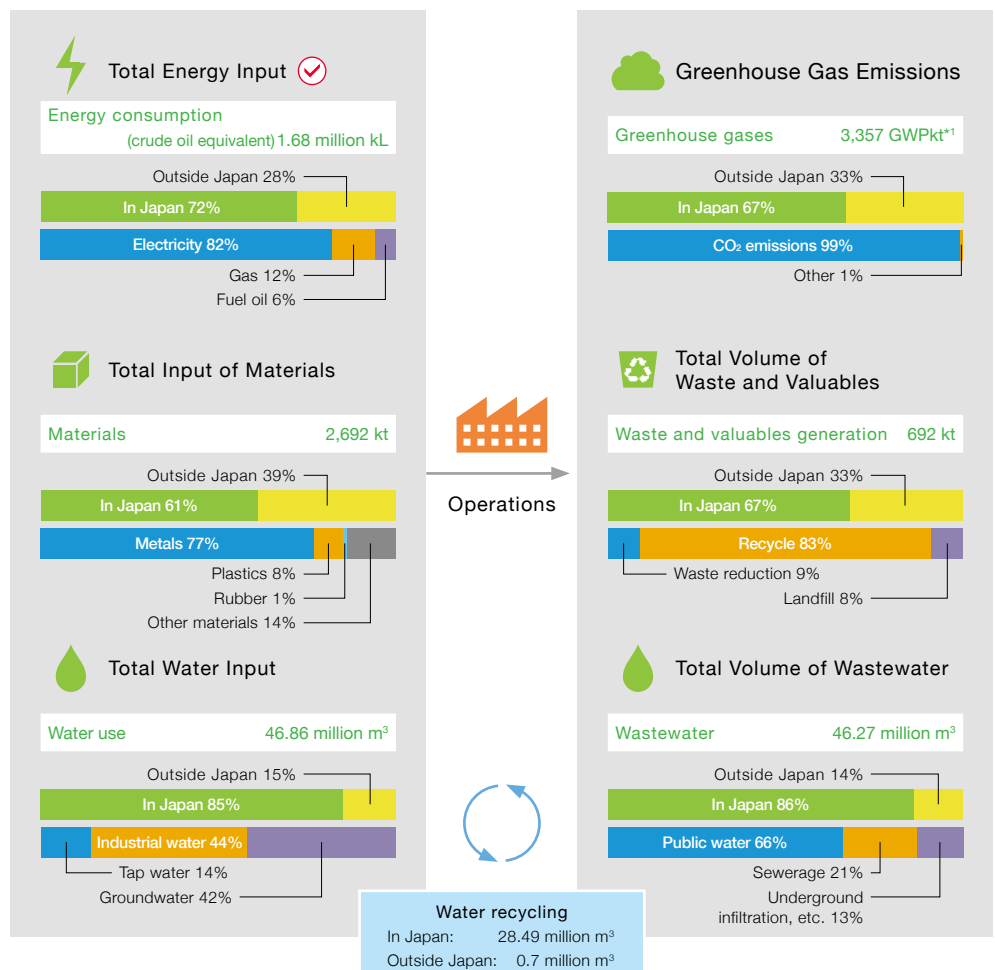 Total Energy Input
Energy consumption
(crude oil equivalent) 1.68 million kL
Outside Japan 28%
In Japan 72%
Electricity 82%
Gas 12%
Fuel oil 6%
Total Input of Materials
Materials 2,692 kt
Outside Japan 39%
In Japan 61%
Metals 77%
Plastics 8%
Rubber 1%
Other materials 14%
Total Water Input
Water use 46.86 million m³
Outside Japan 15%
In Japan 85%
Industrial water 44%
Tap water 14%
Groundwater 42%
Operations
Water recycling
In Japan: 28.49 million m³
Outside Japan: 0.7 million m³
Greenhouse Gas Emissions
Greenhouse gases 3,357 GWPkt*¹
Outside Japan 33%
In Japan 67%
CO₂ emissions 99%
Other 1%
Total Volume of
Waste and Valuables
Waste and valuables generation 692 kt
Outside Japan 33%
In Japan 67%
Recycle 83%
Waste reduction 9%
Landfill 8%
Total Volume of Wastewater
Wastewater 46.27 million m³
Outside Japan 14%
In Japan 86%
Public water 66%
Sewerage 21%
Underground
infiltration, etc. 13%